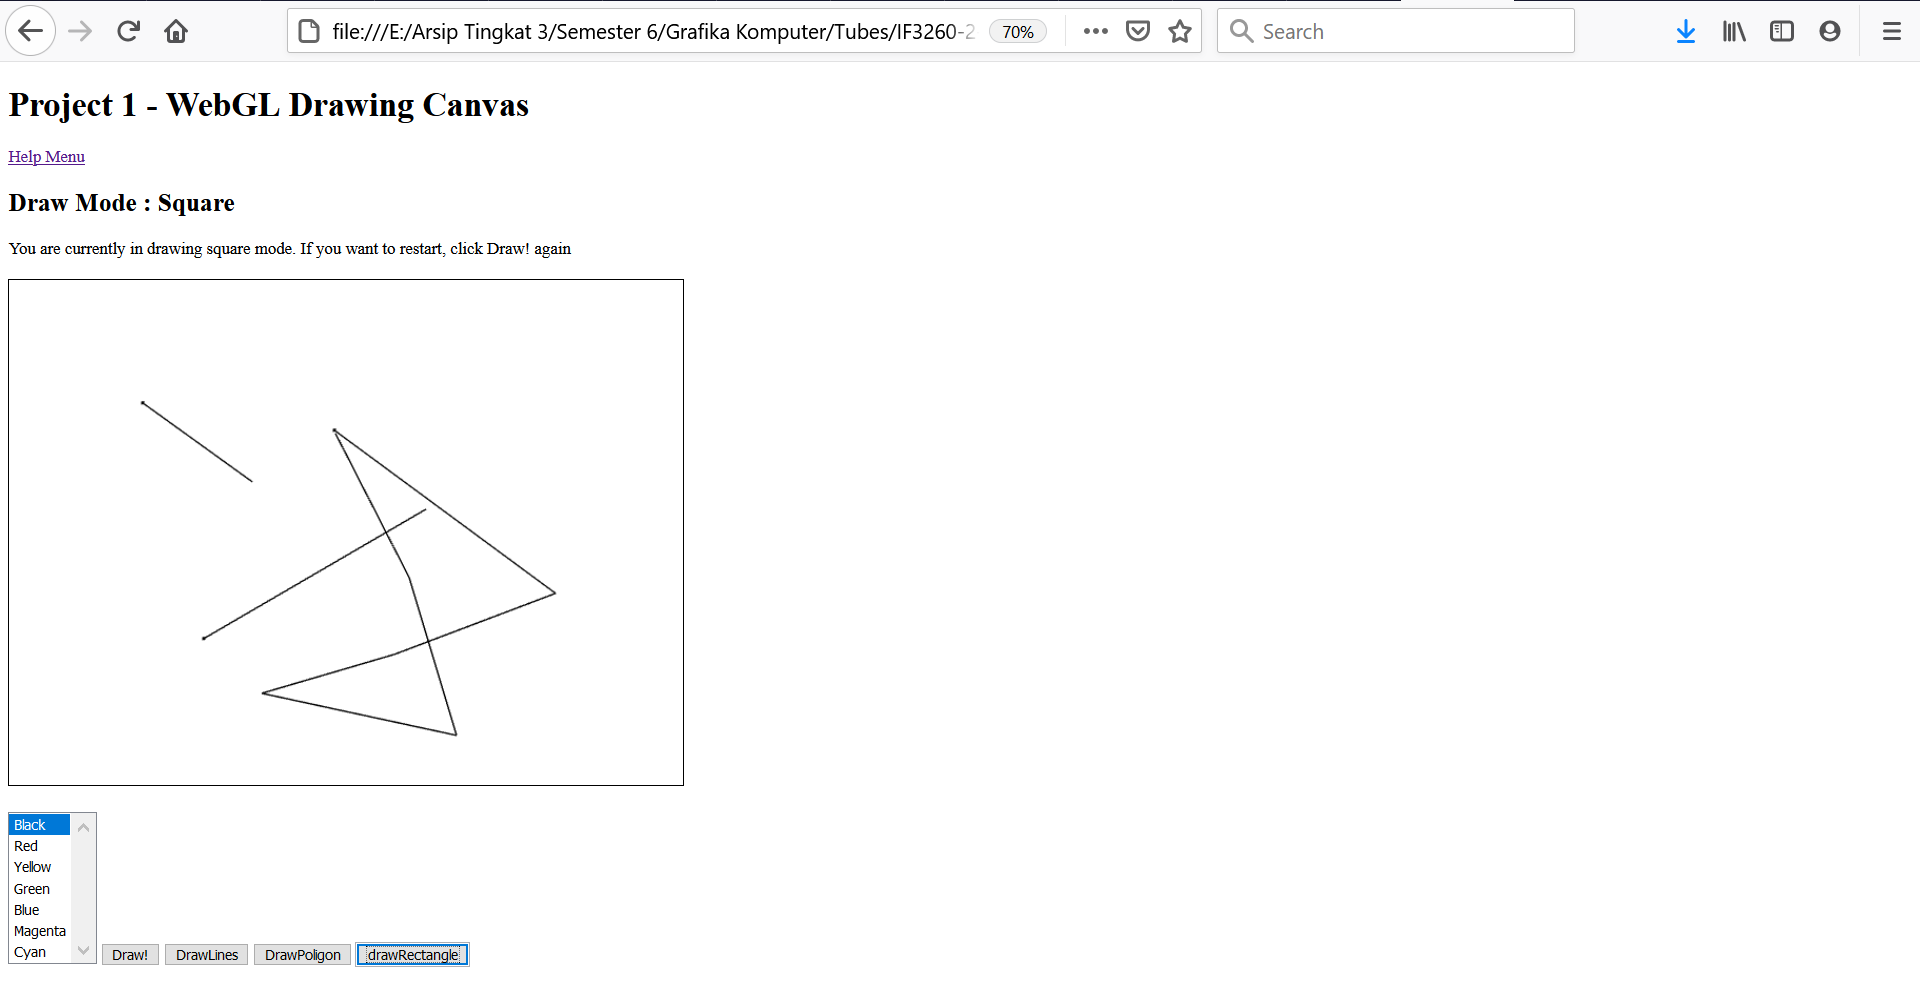 file:///E:/Arsip Tingkat 3/Semester 6/Grafika Komputer/Tubes/IF3260-2 70% Search
Project 1 - WebGL Drawing Canvas
Help Menu
Draw Mode : Square
You are currently in drawing square mode. If you want to restart, click Draw! again
Black
Red
Yellow
Green
Blue
Magenta
Cyan
Draw! DrawLines DrawPoligon drawRectangle